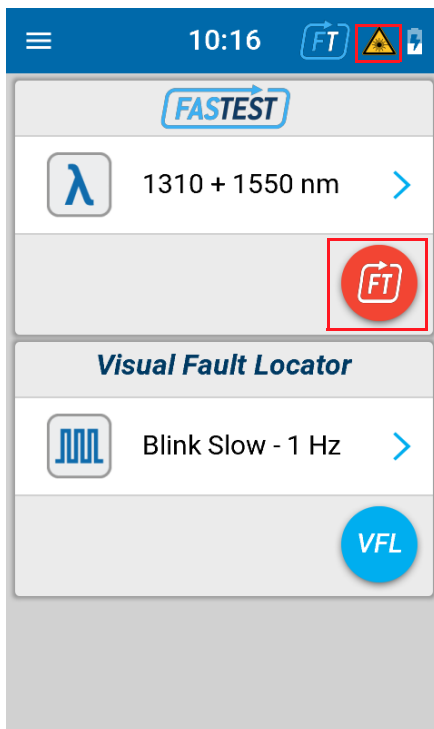 10:16 FT
FASTEST
λ 1310 + 1550 nm
FT
Visual Fault Locator
Blink Slow - 1 Hz
VFL